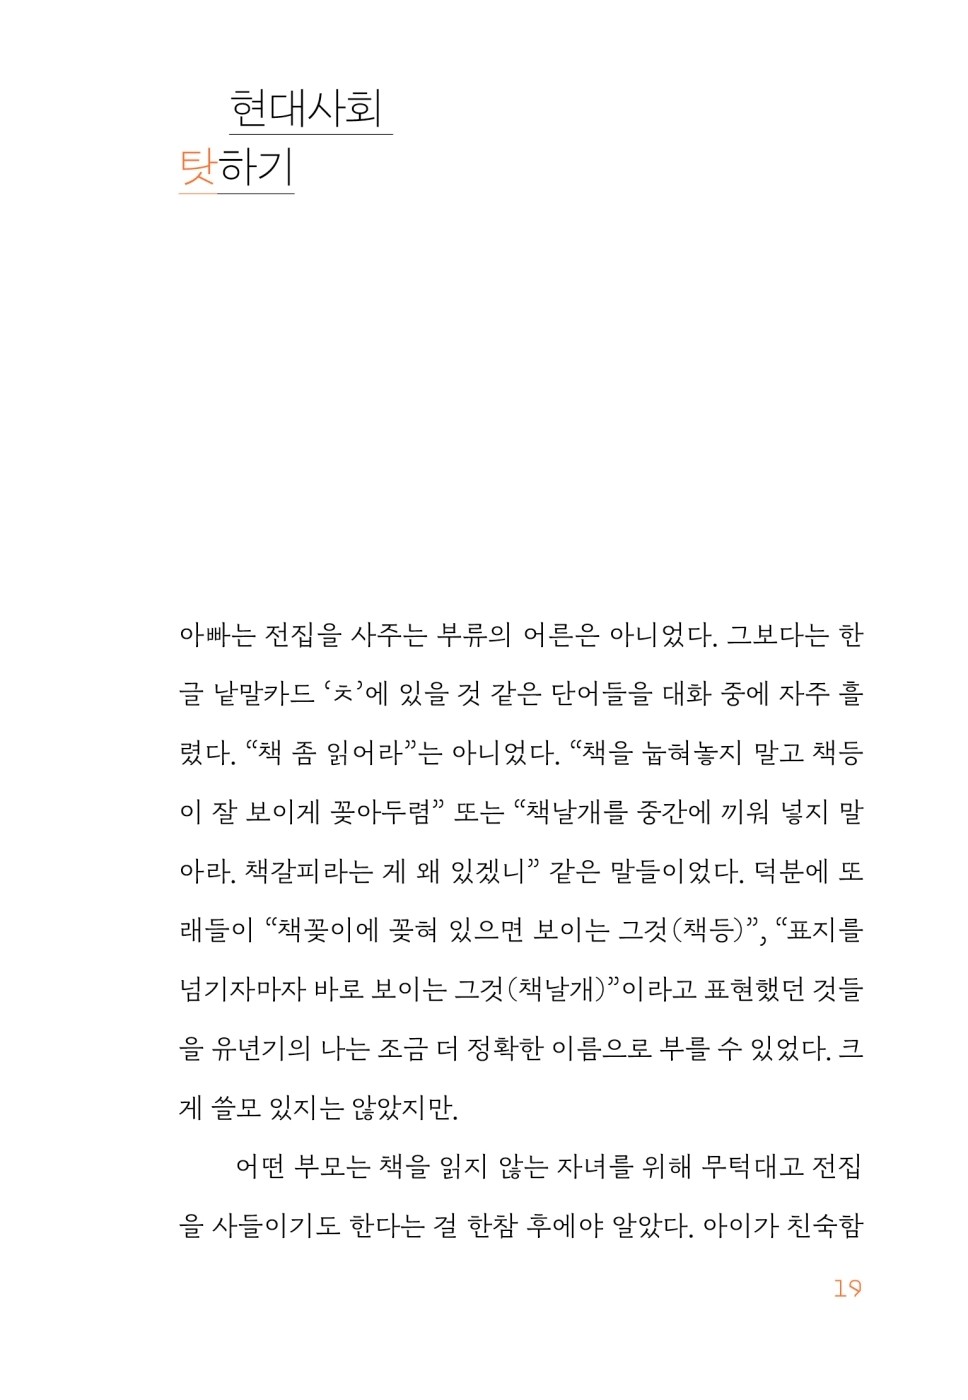 현대사회
탓하기
아빠는 전집을 사주는 부류의 어른은 아니었다. 그보다는 한
글 낱말카드 ‘ㅊ’에 있을 것 같은 단어들을 대화 중에 자주 흘
렸다. “책 좀 읽어라”는 아니었다. “책을 눕혀놓지 말고 책등
이 잘 보이게 꽂아두렴” 또는 “책날개를 중간에 끼워 넣지 말
아라. 책갈피라는 게 왜 있겠니” 같은 말들이었다. 덕분에 또
래들이 “책꽂이에 꽂혀 있으면 보이는 그것(책등)”, “표지를
넘기자마자 바로 보이는 그것(책날개)”이라고 표현했던 것들
을 유년기의 나는 조금 더 정확한 이름으로 부를 수 있었다. 크
게 쓸모 있지는 않았지만.
어떤 부모는 책을 읽지 않는 자녀를 위해 무턱대고 전집
을 사들이기도 한다는 걸 한참 후에야 알았다. 아이가 친숙함
19